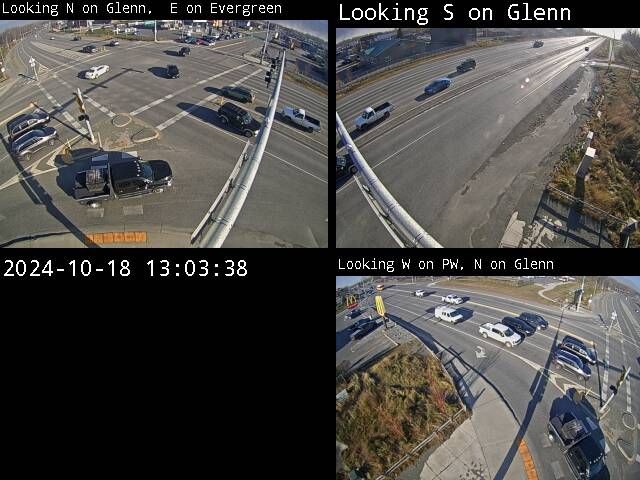 Looking N on Glenn,  E on Evergreen
Looking S on Glenn
2024-10-18 13:03:38
Looking W on PW, N on Glenn